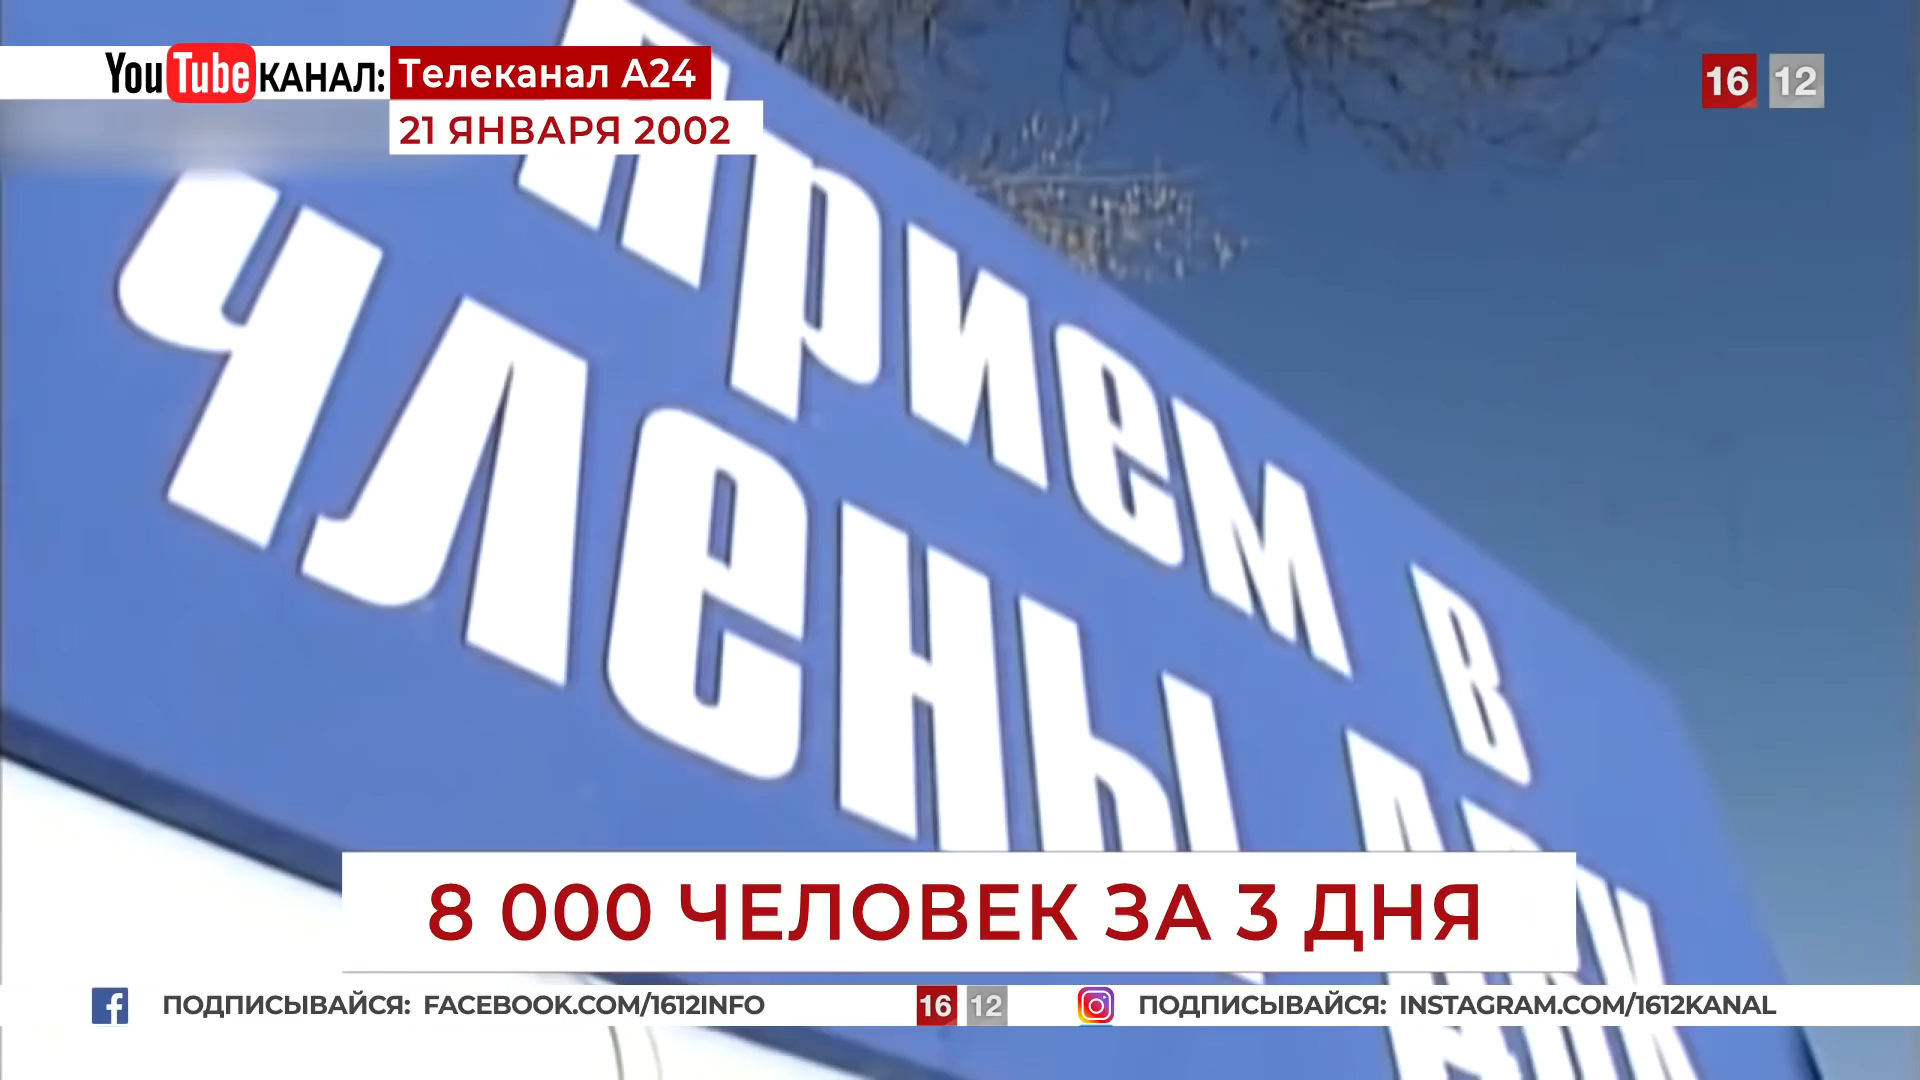 YouTube КАНАЛ: Телеканал А24
21 ЯНВАРЯ 2002
16 12
Прием в
члены ДВК
8 000 ЧЕЛОВЕК ЗА 3 ДНЯ
ПОДПИСЫВАЙСЯ: FACEBOOK.COM/1612INFO
16 12
ПОДПИСЫВАЙСЯ: INSTAGRAM.COM/1612KANAL